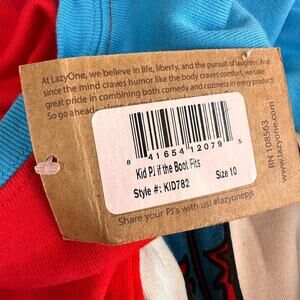 At LazyOne, we believe in life, liberty, and the pursuit of laughter. And
since the mind craves humor like the body craves comfort, we take
great pride in combining both comedy and coziness in every product.
So go ahead
8 41654 12079 5
Kid PJ if the Boot Fits
Style #: KID782
Size 10
Share your PJ's with us! #lazyonepjs
RN 108563
www.lazyone.com